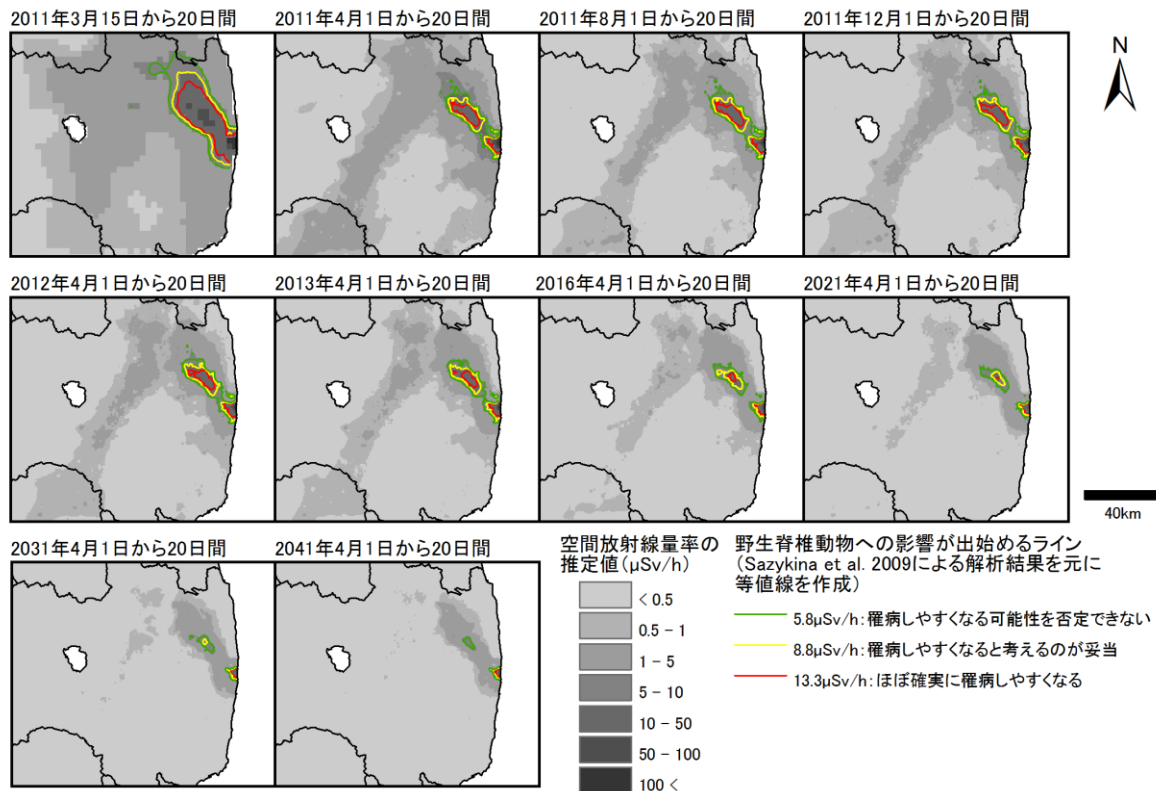 2011年3月15日から20日間
2011年4月1日から20日間
2011年8月1日から20日間
2011年12月1日から20日間
N
2012年4月1日から20日間
2013年4月1日から20日間
2016年4月1日から20日間
2021年4月1日から20日間
40km
2031年4月1日から20日間
2041年4月1日から20日間
空間放射線量率の
推定値(μSv/h)
< 0.5
0.5 − 1
1 − 5
5 − 10
10 − 50
50 − 100
100 <
野生脊椎動物への影響が出始めるライン
(Sazykina et al. 2009による解析結果を元に
等値線を作成)
5.8μSv/h:罹病しやすくなる可能性を否定できない
8.8μSv/h:罹病しやすくなると考えるのが妥当
13.3μSv/h:ほぼ確実に罹病しやすくなる